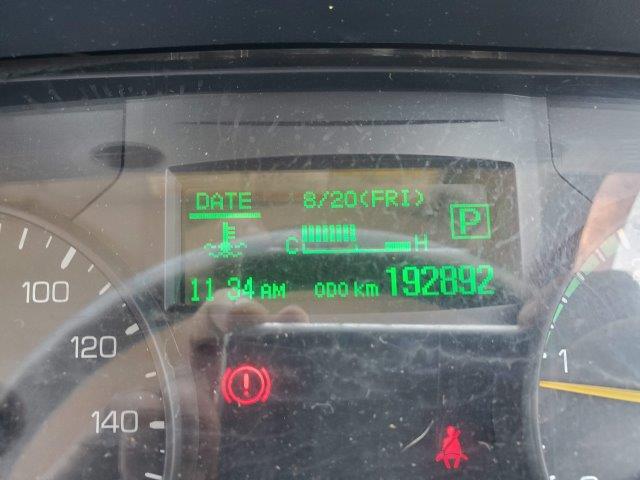 DATE 8/20(FRI)
P
C H
11 34 AM ODO km 192892
100
120
140
1